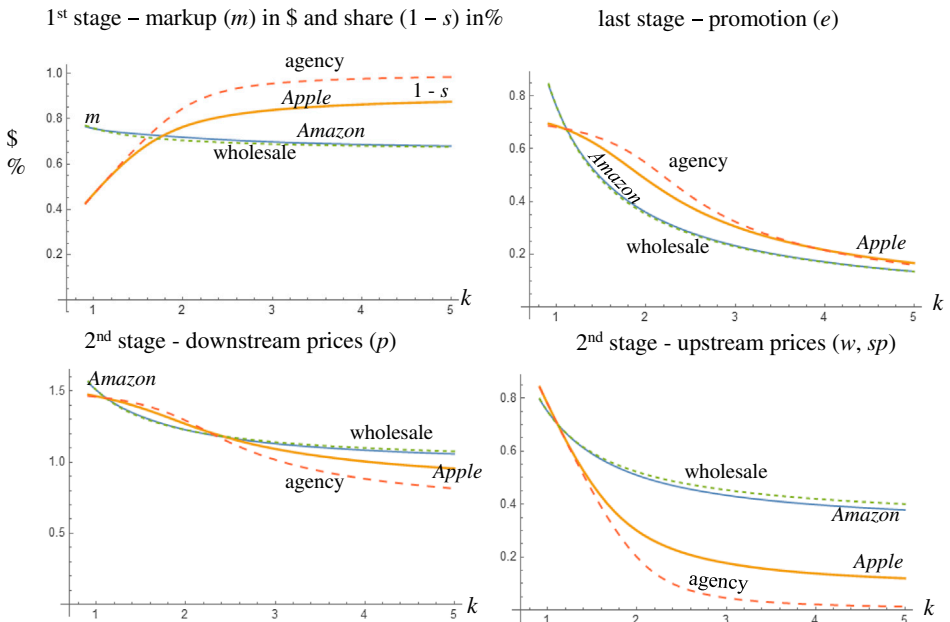 1st stage – markup (m) in $ and share (1 – s) in%
last stage – promotion (e)
agency
Apple
1 - s
m
Amazon
wholesale
$
%
1.0
0.8
0.6
0.4
0.2
1 2 3 4 5
k
0.8
0.6
0.4
0.2
agency
Amazon
wholesale
Apple
1 2 3 4 5
k
2nd stage - downstream prices (p)
2nd stage - upstream prices (w, sp)
Amazon
1.5
1.0
0.5
wholesale
Apple
agency
1 2 3 4 5
k
0.8
0.6
0.4
0.2
wholesale
Amazon
Apple
agency
1 2 3 4 5
k